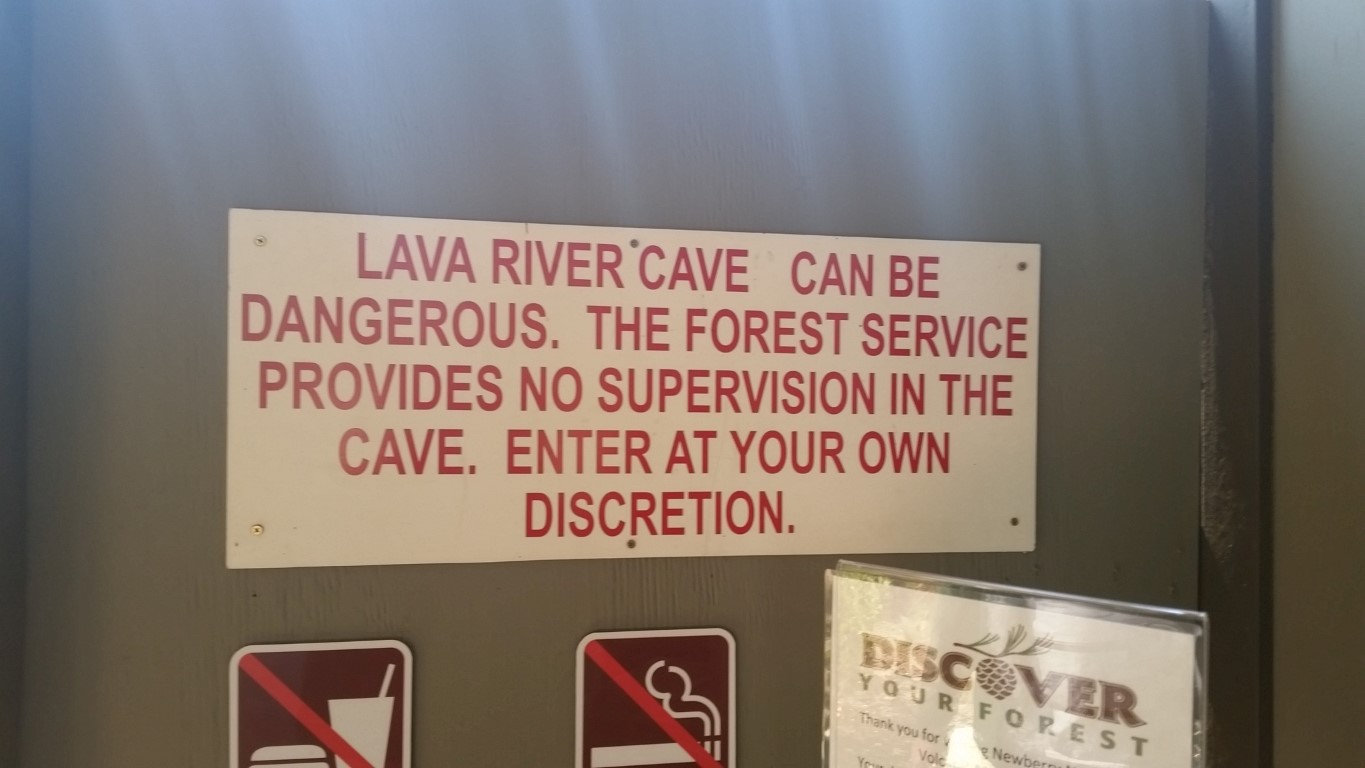 LAVA RIVER CAVE CAN BE
DANGEROUS. THE FOREST SERVICE
PROVIDES NO SUPERVISION IN THE
CAVE. ENTER AT YOUR OWN
DISCRETION.
DISCOVER
YOUR FOREST
Thank you for